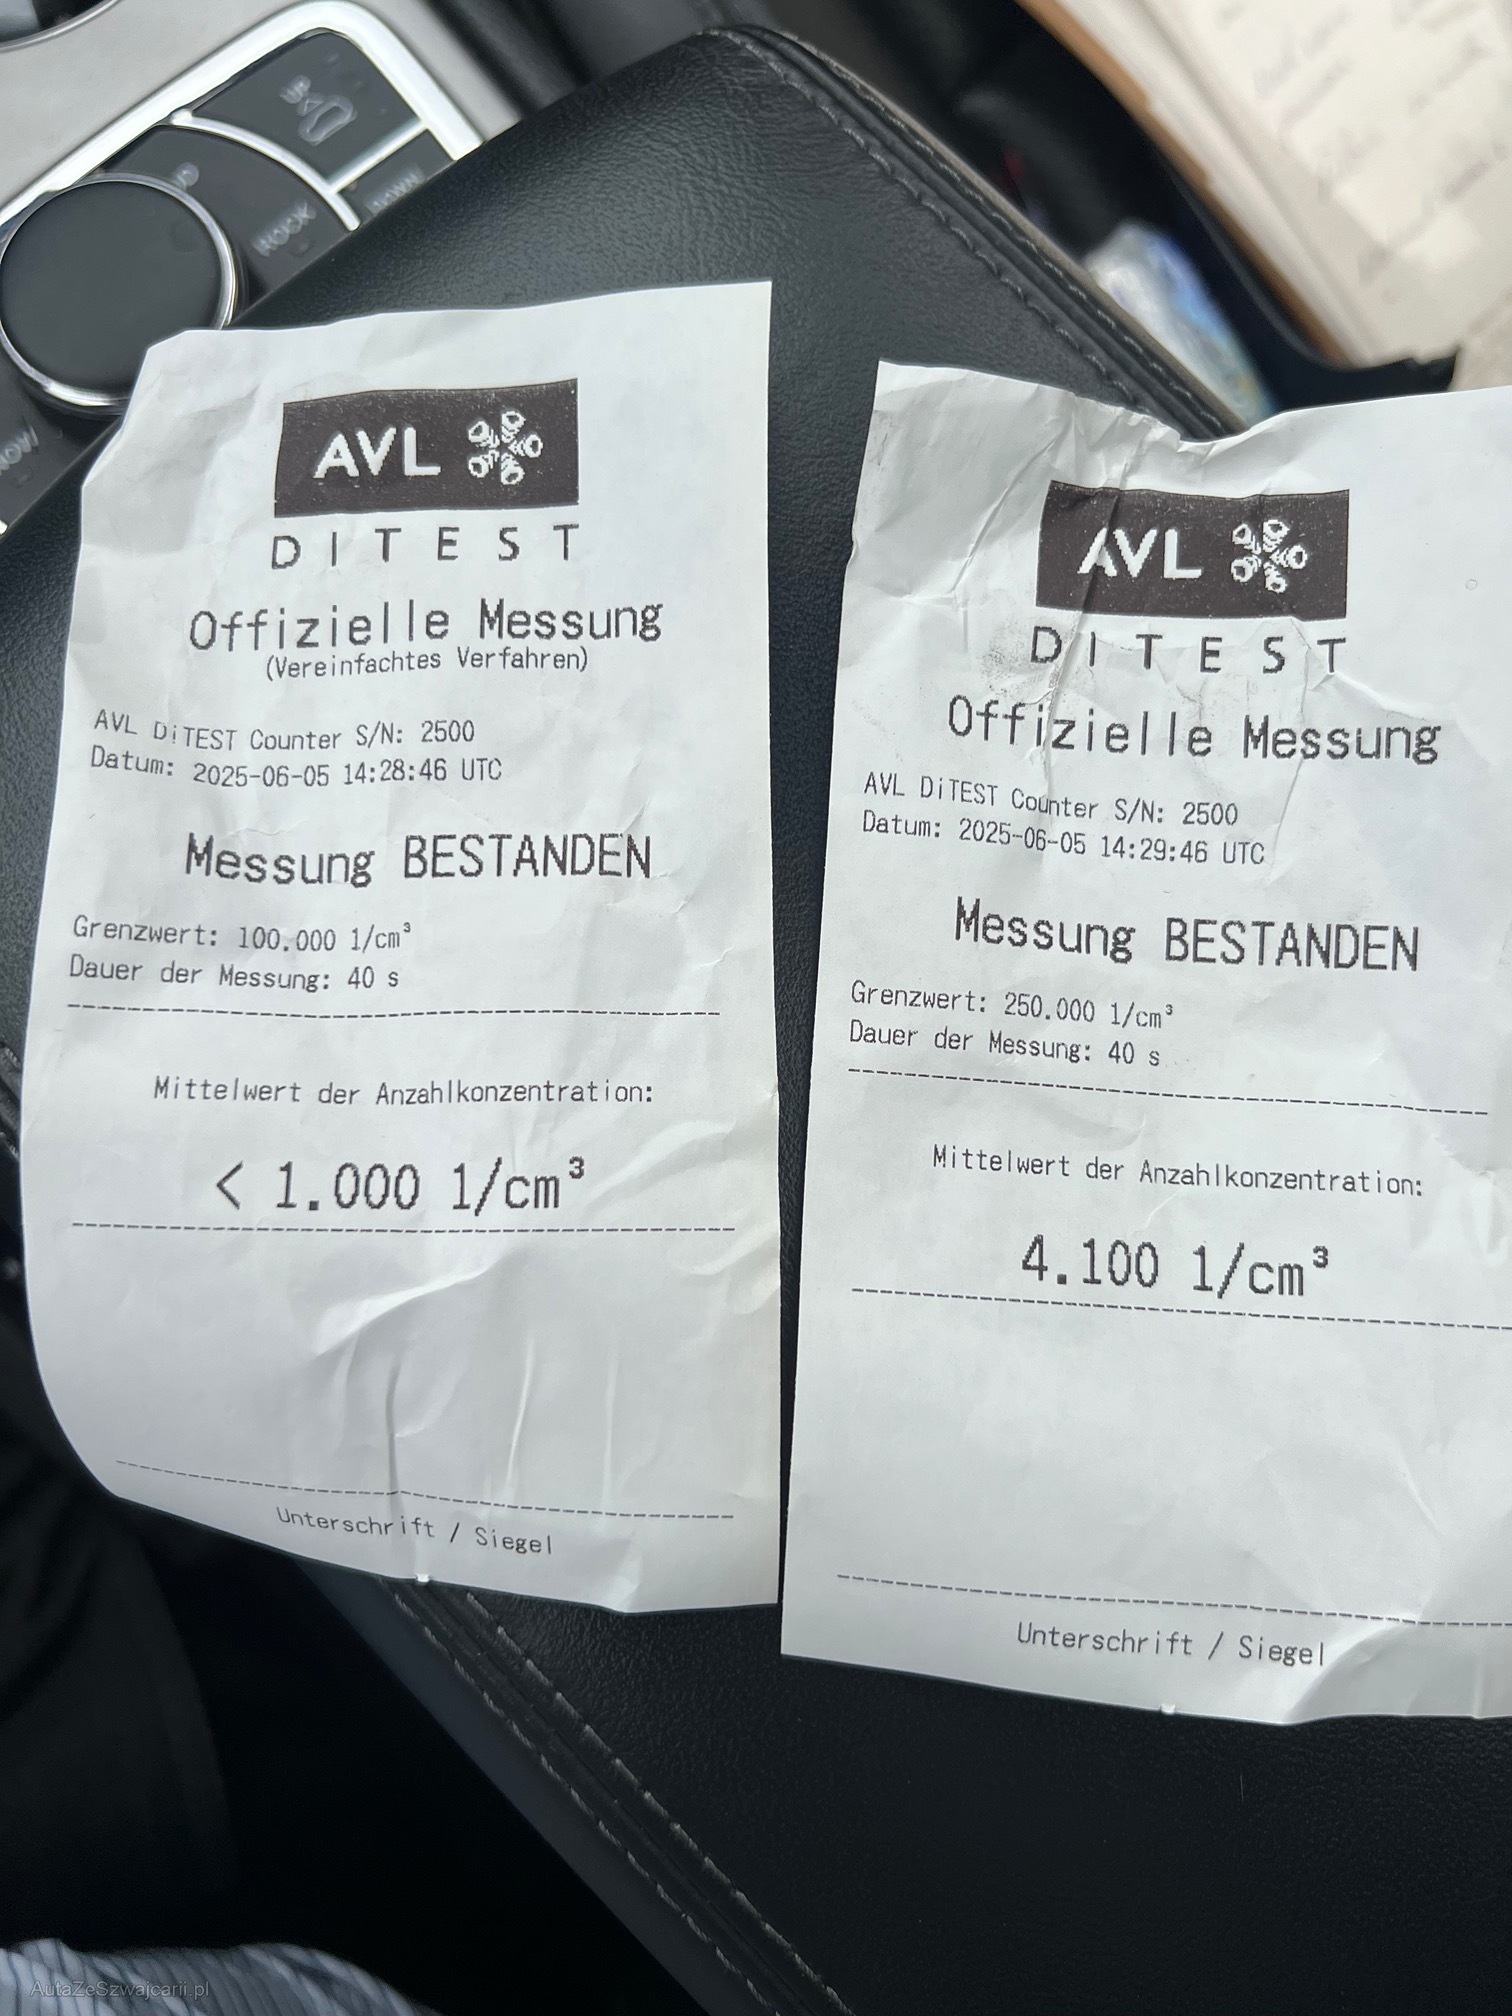 ROCK
AVL
DITEST
Offizielle Messung
(Vereinfachtes Verfahren)
AVL DiTEST Counter S/N: 2500
Datum: 2025-06-05 14:28:46 UTC
Messung BESTANDEN
Grenzwert: 100.000 1/cm³
Dauer der Messung: 40 s
Mittelwert der Anzahlkonzentration:
< 1.000 1/cm³
Unterschrift / Siegel
AVL
DITEST
Offizielle Messung
AVL DiTEST Counter S/N: 2500
Datum: 2025-06-05 14:29:46 UTC
Messung BESTANDEN
Grenzwert: 250.000 1/cm³
Dauer der Messung: 40 s
Mittelwert der Anzahlkonzentration:
4.100 1/cm³
Unterschrift / Siegel
AutaZeSzwajcarii.pl